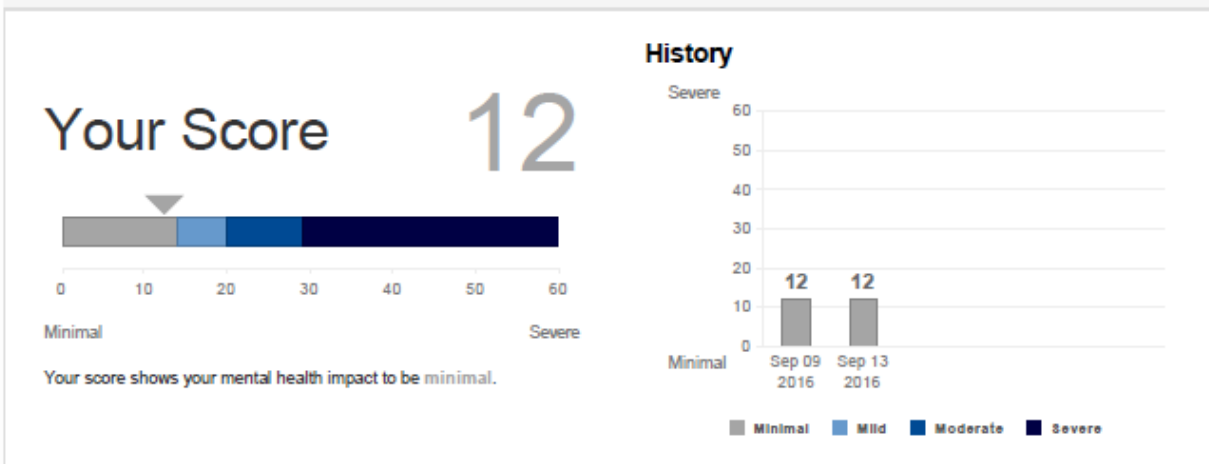 Your Score 12
0 10 20 30 40 50 60
Minimal Severe
Your score shows your mental health impact to be minimal.
History
Severe
60
50
40
30
20
12 12
10
0
Minimal
Sep 09 Sep 13
2016 2016
Minimal Mild Moderate Severe